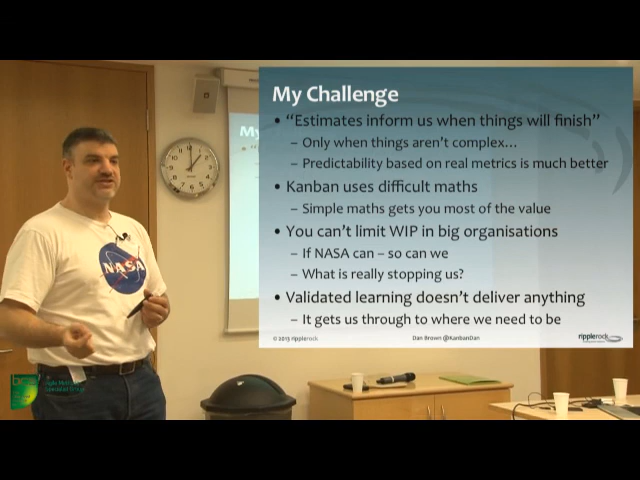 My Challenge
• “Estimates inform us when things will finish”
– Only when things aren’t complex...
– Predictability based on real metrics is much better
• Kanban uses difficult maths
– Simple maths gets you most of the value
• You can’t limit WIP in big organisations
– If NASA can – so can we
– What is really stopping us?
• Validated learning doesn’t deliver anything
– It gets us through to where we need to be
© 2013 ripplerock
Dan Brown @KanbanDan
ripplerock
My
NASA
bcs